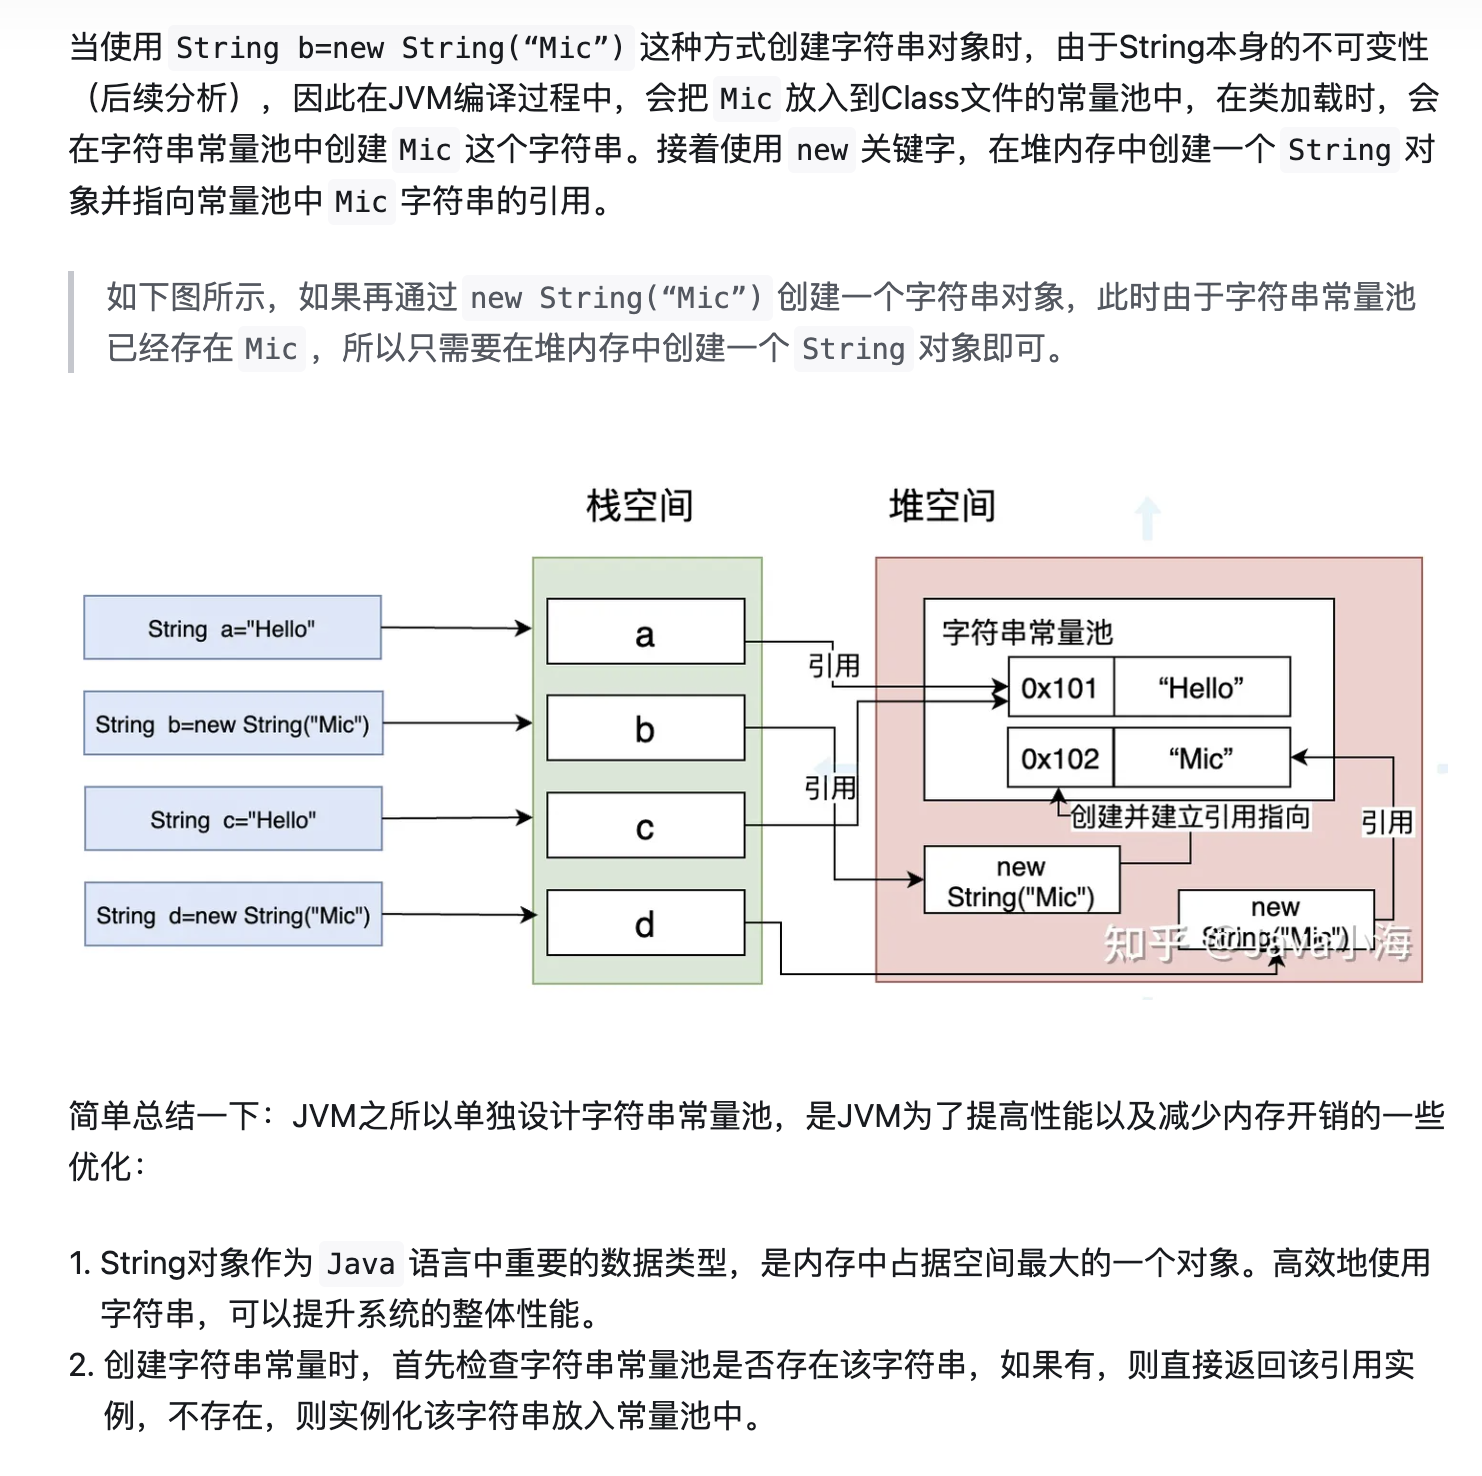 当使用 String b=new String(“Mic”) 这种方式创建字符串对象时，由于String本身的不可变性
（后续分析），因此在JVM编译过程中，会把 Mic 放入到Class文件的常量池中，在类加载时，会
在字符串常量池中创建 Mic 这个字符串。接着使用 new 关键字，在堆内存中创建一个 String 对
象并指向常量池中 Mic 字符串的引用。
如下图所示，如果再通过 new String(“Mic”) 创建一个字符串对象，此时由于字符串常量池
已经存在 Mic ，所以只需要在堆内存中创建一个 String 对象即可。
栈空间
堆空间
String a="Hello"
a
引用
字符串常量池
0x101
“Hello”
String b=new String("Mic")
b
引用
0x102
“Mic”
String c="Hello"
c
创建并建立引用指向
引用
new
String("Mic")
String d=new String("Mic")
d
new
String("Mic")
知乎 @Java小海
简单总结一下：JVM之所以单独设计字符串常量池，是JVM为了提高性能以及减少内存开销的一些
优化：
1. String对象作为 Java 语言中重要的数据类型，是内存中占据空间最大的一个对象。高效地使用
字符串，可以提升系统的整体性能。
2. 创建字符串常量时，首先检查字符串常量池是否存在该字符串，如果有，则直接返回该引用实
例，不存在，则实例化该字符串放入常量池中。